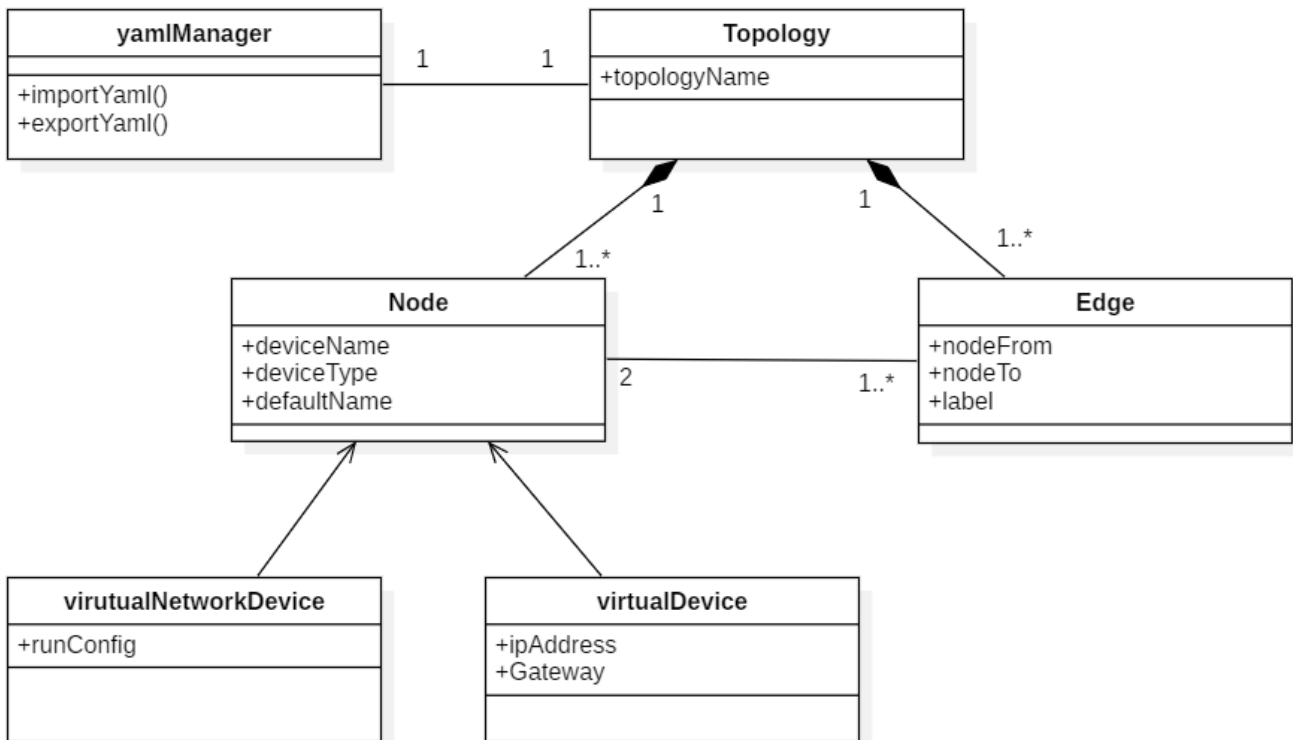 yamlManager
+importYaml()
+exportYaml()
1
1
Topology
+topologyName
1
1..*
1
1..*
Node
+deviceName
+deviceType
+defaultName
2
1..*
Edge
+nodeFrom
+nodeTo
+label
virutualNetworkDevice
+runConfig
virtualDevice
+ipAddress
+Gateway